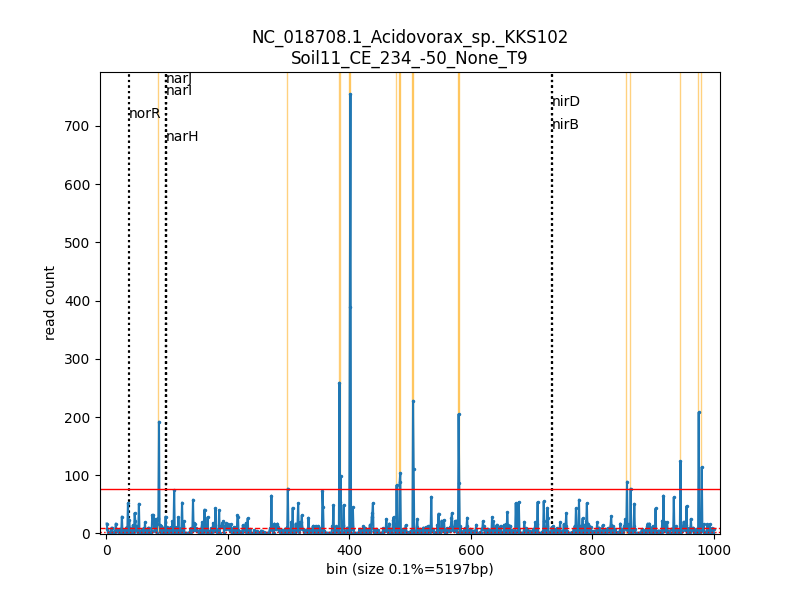 NC_018708.1_Acidovorax_sp._KKS102
Soil11_CE_234_-50_None_T9
narJ
narI
norR
narH
nirD
nirB
700
600
500
400
300
200
100
0
read count
0 200 400 600 800 1000
bin (size 0.1%=5197bp)